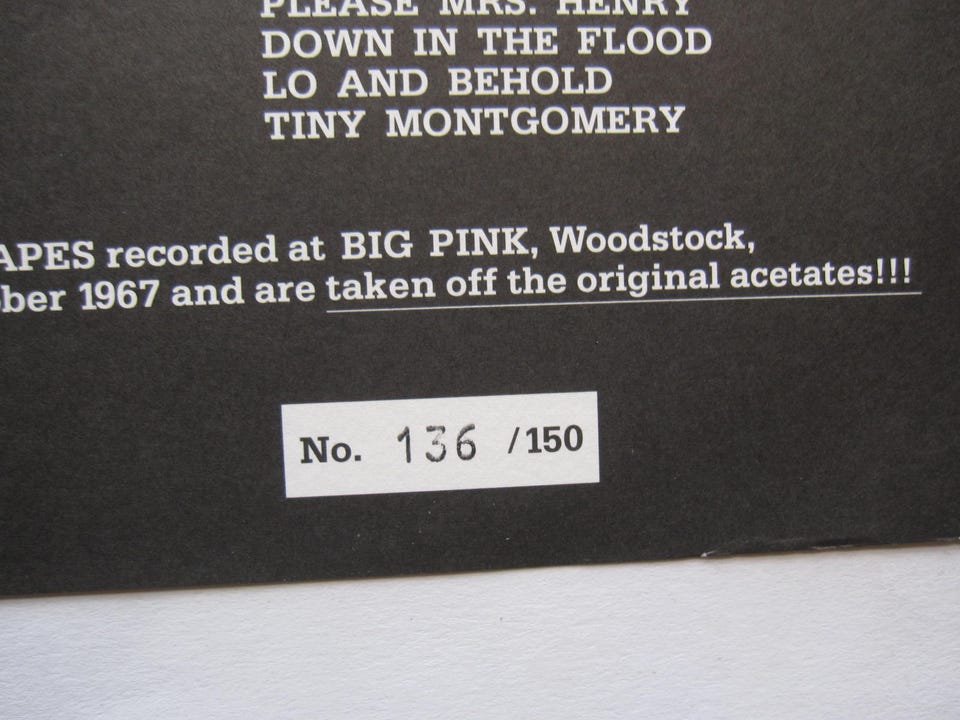 PLEASE MRS. HENRY
DOWN IN THE FLOOD
LO AND BEHOLD
TINY MONTGOMERY
APES recorded at BIG PINK, Woodstock,
ber 1967 and are taken off the original acetates!!!
No. 136 /150